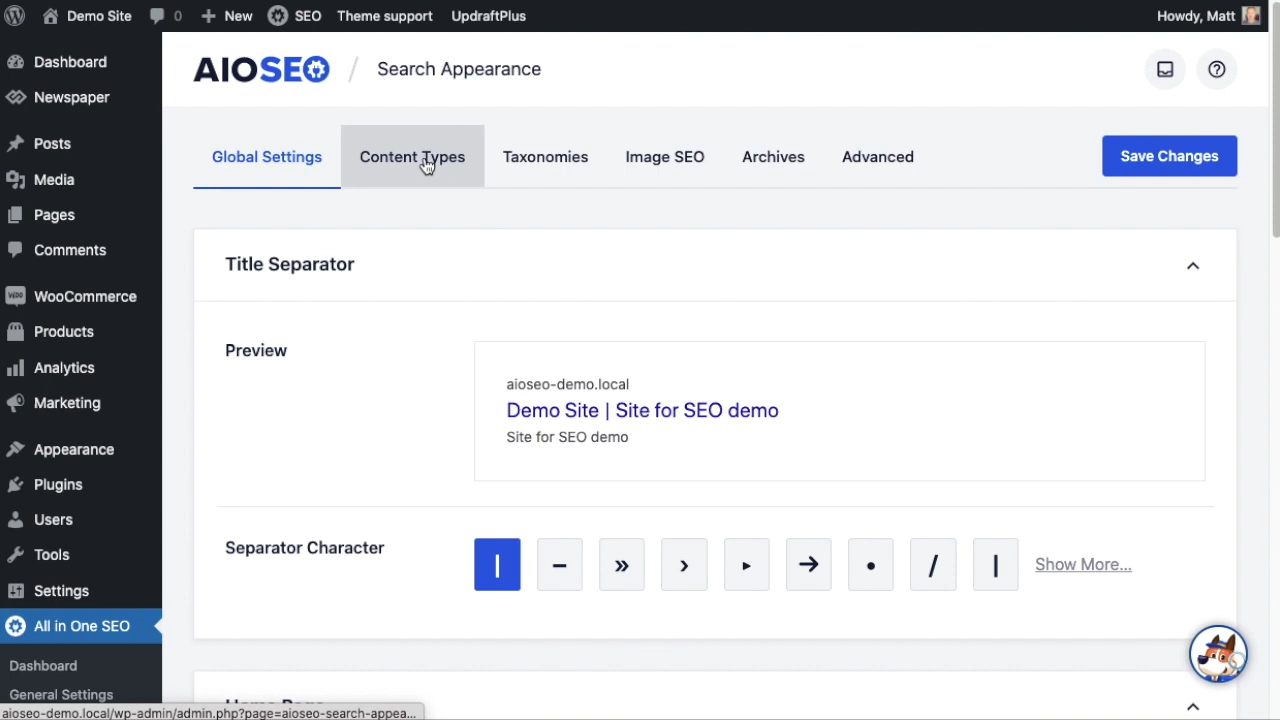 Demo Site
0
New
SEO
Theme support
UpdraftPlus
Howdy, Matt
Dashboard
Newspaper
Posts
Media
Pages
Comments
WooCommerce
Products
Analytics
Marketing
Appearance
Plugins
Users
Tools
Settings
All in One SEO
Dashboard
General Settings
AIOSEO / Search Appearance
Global Settings
Content Types
Taxonomies
Image SEO
Archives
Advanced
Save Changes
Title Separator
Preview
aioseo-demo.local
Demo Site | Site for SEO demo
Site for SEO demo
Separator Character
| – » › ▸ → • / |
Show More...
aioseo-demo.local/wp-admin/admin.php?page=aioseo-search-appea...